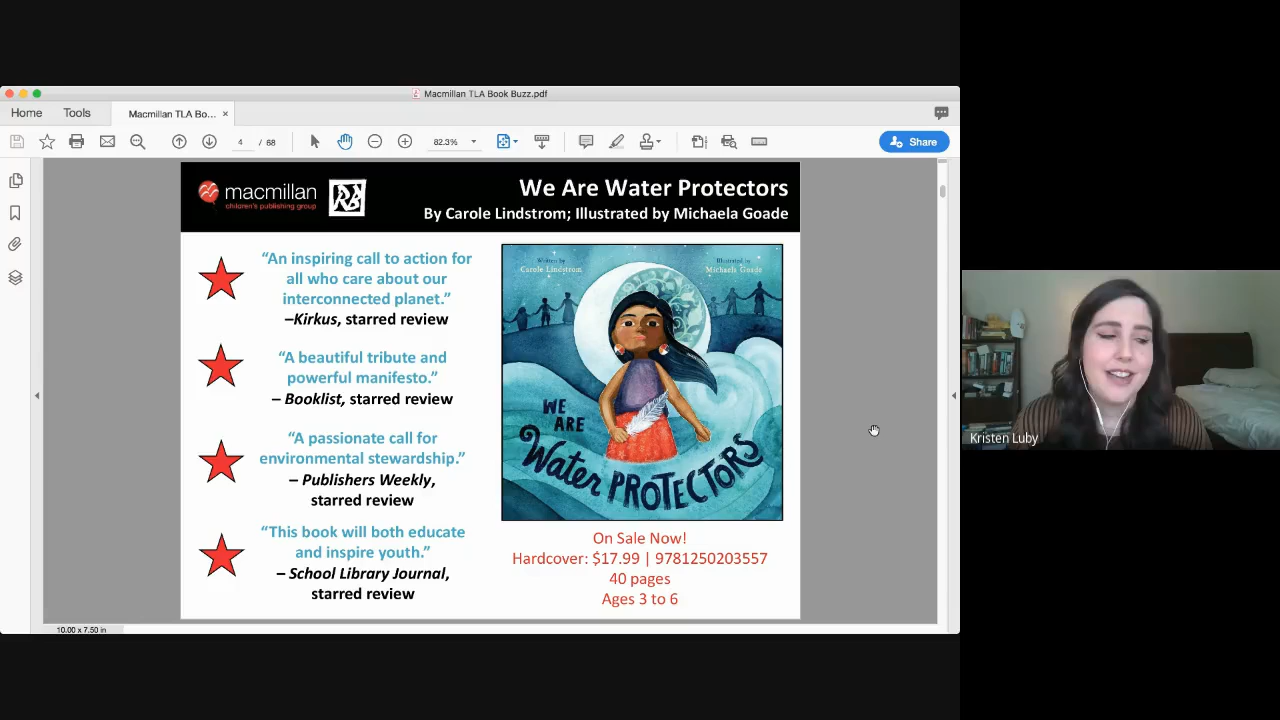 Macmillan TLA Book Buzz.pdf
Home
Tools
Macmillan TLA Bo... ×
4 / 68
82.3%
Share
macmillan
children's publishing group
We Are Water Protectors
By Carole Lindstrom; Illustrated by Michaela Goade
“An inspiring call to action for
all who care about our
interconnected planet.”
–Kirkus, starred review
“A beautiful tribute and
powerful manifesto.”
– Booklist, starred review
“A passionate call for
environmental stewardship.”
– Publishers Weekly,
starred review
“This book will both educate
and inspire youth.”
– School Library Journal,
starred review
Written by
Carole Lindstrom
Illustrated by
Michaela Goade
WE
ARE
Water PROTECTORS
On Sale Now!
Hardcover: $17.99 | 9781250203557
40 pages
Ages 3 to 6
10.00 x 7.50 in
Kristen Luby